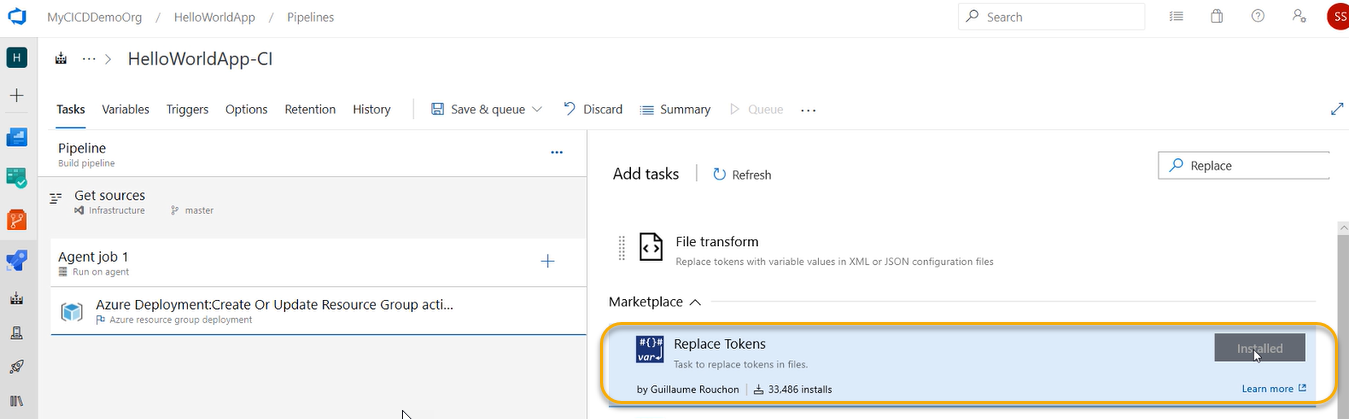 MyCICDDemoOrg / HelloWorldApp / Pipelines
Search
SS
H
... > HelloWorldApp-CI
Tasks Variables Triggers Options Retention History Save & queue Discard Summary Queue ...
Pipeline
Build pipeline
...
Get sources
Infrastructure master
Agent job 1
Run on agent
Azure Deployment:Create Or Update Resource Group acti...
Azure resource group deployment
Add tasks Refresh
Replace
File transform
Replace tokens with variable values in XML or JSON configuration files
Marketplace
#{}#
var
Replace Tokens
Task to replace tokens in files.
Installed
by Guillaume Rouchon 33,486 installs
Learn more